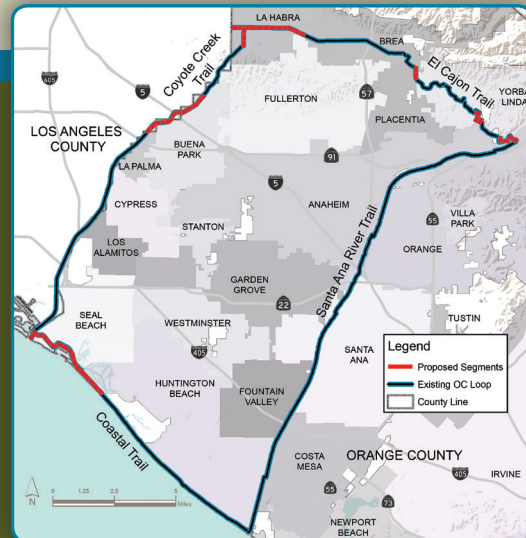 LA HABRA
BREA
Coyote Creek
Trail
El Cajon Trail
605
5
57
FULLERTON
YORBA
LINDA
PLACENTIA
LOS ANGELES
COUNTY
BUENA
PARK
91
LA PALMA
5
CYPRESS
ANAHEIM
STANTON
55
VILLA
PARK
LOS
ALAMITOS
ORANGE
Santa Ana River Trail
GARDEN
GROVE
22
SEAL
BEACH
TUSTIN
WESTMINSTER
405
SANTA
ANA
Legend
Proposed Segments
Existing OC Loop
County Line
HUNTINGTON
BEACH
FOUNTAIN
VALLEY
Coastal Trail
COSTA
MESA
ORANGE COUNTY
405
IRVINE
55
73
NEWPORT
BEACH
N
0 1.25 2.5 5
Miles